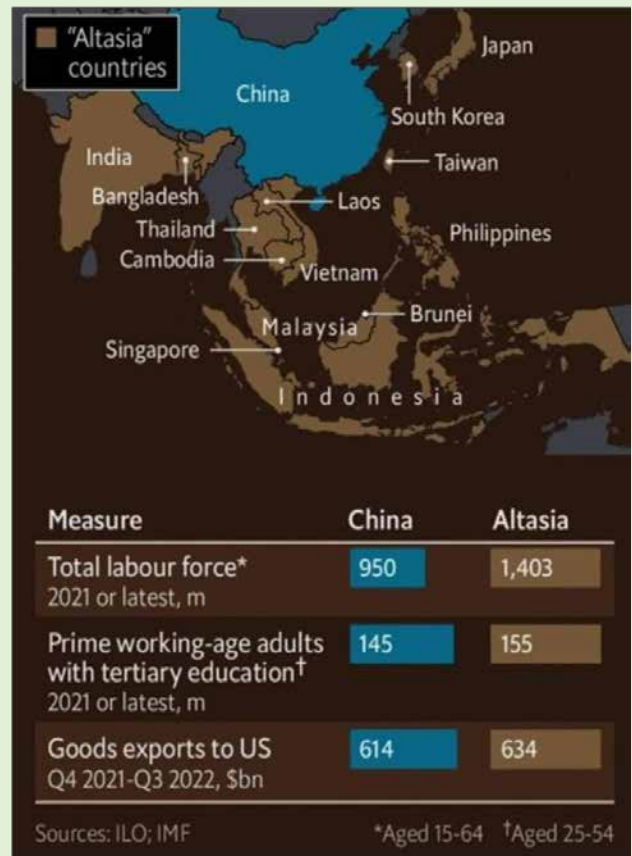 "Altasia"
countries
Japan
China
South Korea
India
Taiwan
Bangladesh
Laos
Thailand
Philippines
Cambodia
Vietnam
Brunei
Malaysia
Singapore
Indonesia
Measure China Altasia
Total labour force* 950 1,403
2021 or latest, m
Prime working-age adults 145 155
with tertiary education†
2021 or latest, m
Goods exports to US 614 634
Q4 2021-Q3 2022, $bn
Sources: ILO; IMF *Aged 15-64 †Aged 25-54